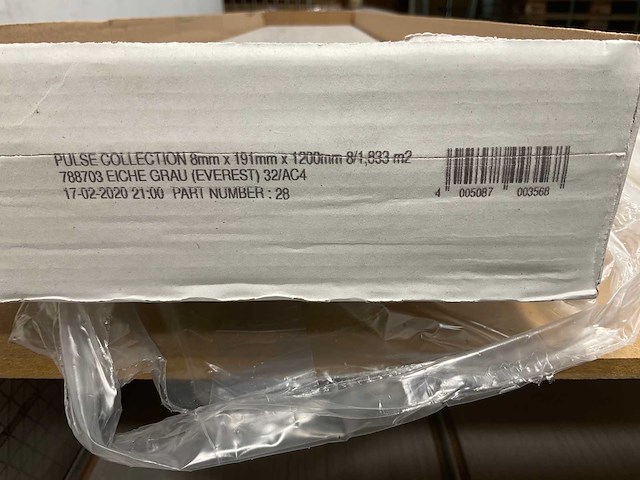 PULSE COLLECTION 8mm x 191mm x 1200mm 8/1,833 m2
788703 EICHE GRAU (EVEREST) 32/AC4
17-02-2020 21:00 PART NUMBER : 28
4 005087 003568